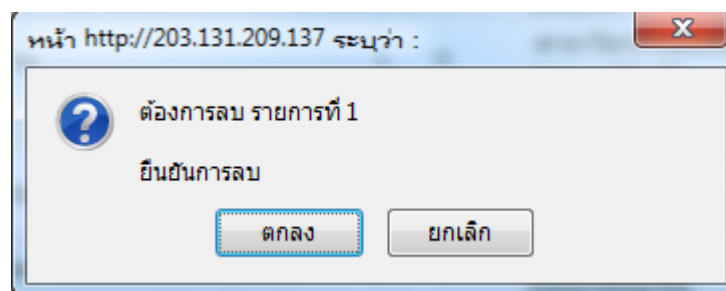 หน้า http://203.131.209.137 ระบุว่า :
ต้องการลบ รายการที่ 1
ยืนยันการลบ
ตกลง
ยกเลิก